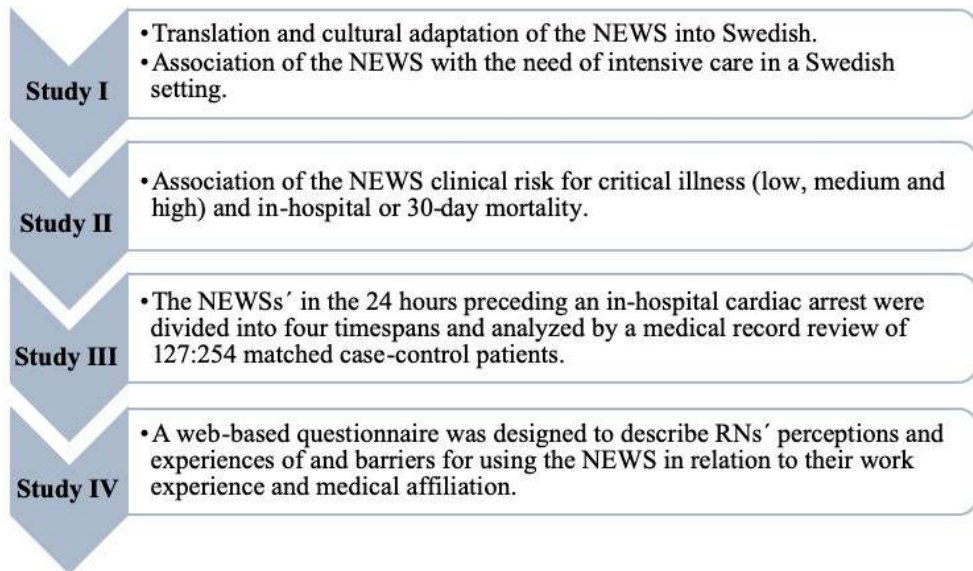 Study I
•Translation and cultural adaptation of the NEWS into Swedish.
•Association of the NEWS with the need of intensive care in a Swedish
setting.
Study II
•Association of the NEWS clinical risk for critical illness (low, medium and
high) and in-hospital or 30-day mortality.
Study III
•The NEWSs´ in the 24 hours preceding an in-hospital cardiac arrest were
divided into four timespans and analyzed by a medical record review of
127:254 matched case-control patients.
Study IV
•A web-based questionnaire was designed to describe RNs´ perceptions and
experiences of and barriers for using the NEWS in relation to their work
experience and medical affiliation.